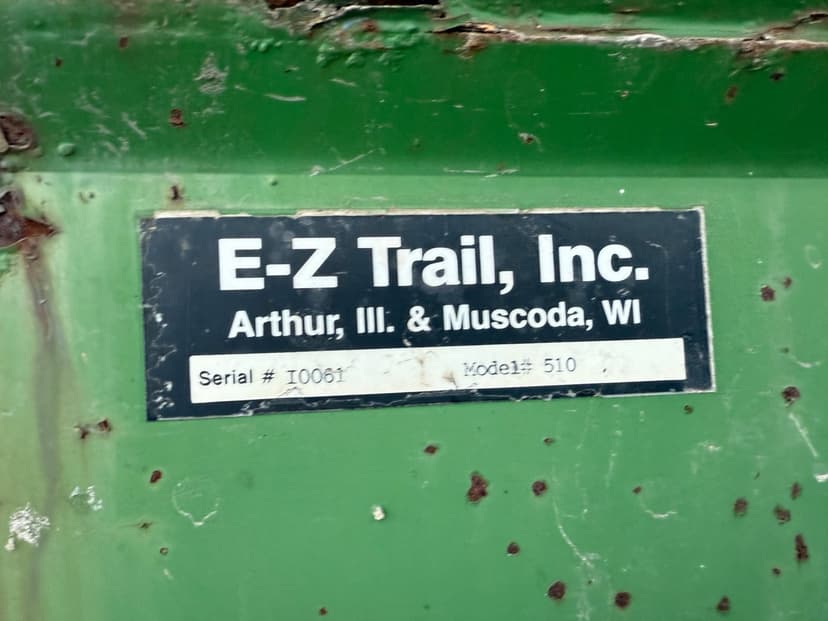 E-Z Trail, Inc.
Arthur, Ill. & Muscoda, WI
Serial # I0061 Model# 510